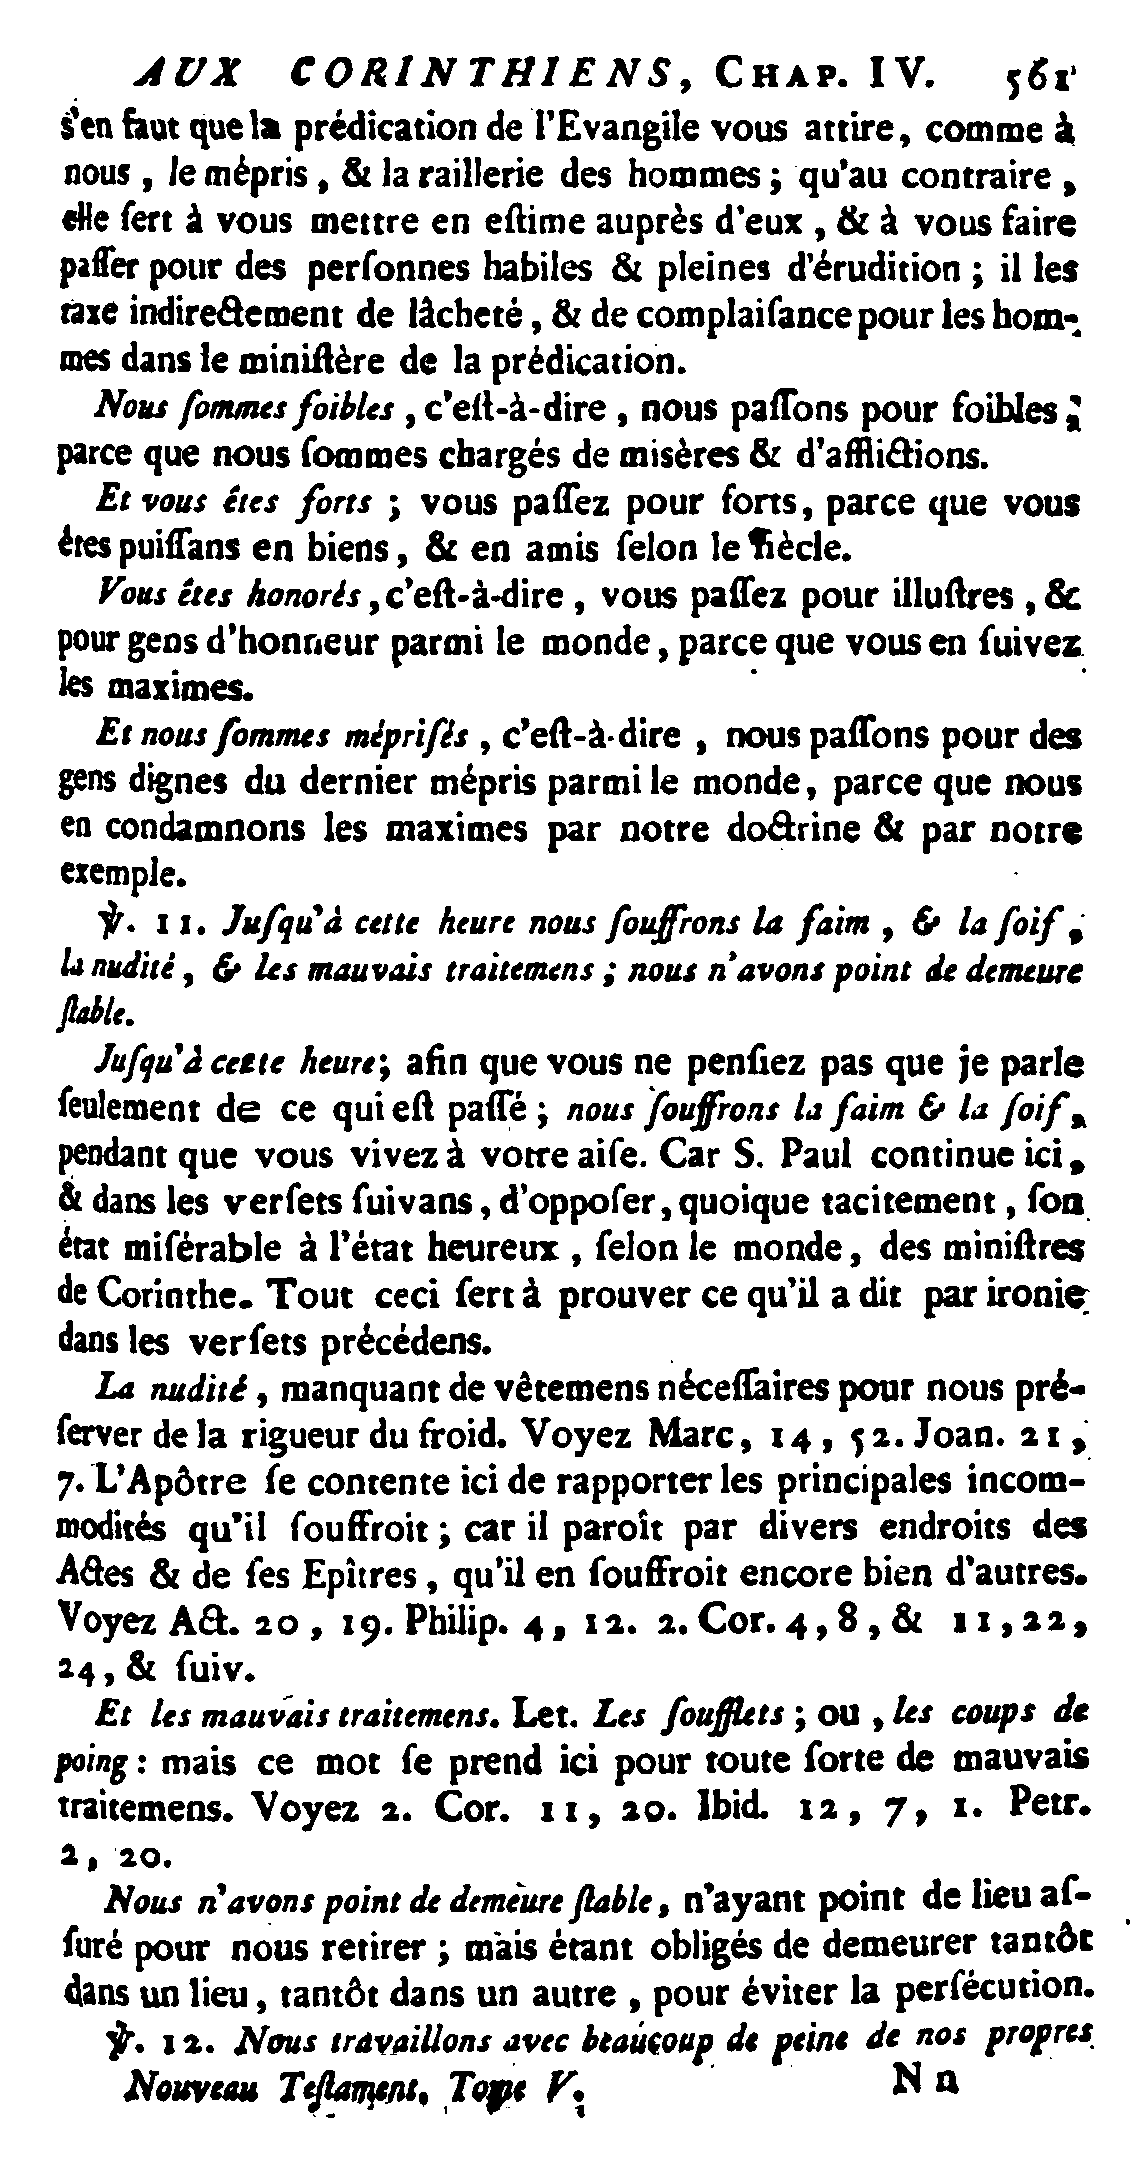 AUX CORINTHIENS, CHAP. IV. 561
s'en faut que la prédication de l'Evangile vous attire, comme à
nous, le mépris, & la raillerie des hommes; qu'au contraire,
elle ſert à vous mettre en eſtime auprès d'eux, & à vous faire
paſſer pour des perſonnes habiles & pleines d'érudition; il les
taxe indirectement de lâcheté, & de complaiſance pour les hom-
mes dans le miniſtère de la prédication.
Nous ſommes foibles, c'eſt-à-dire, nous paſſons pour foibles,
parce que nous ſommes chargés de misères & d'afflictions.
Et vous êtes forts; vous paſſez pour forts, parce que vous
êtes puiſſans en biens, & en amis ſelon le ſiècle.
Vous êtes honorés, c'eſt-à-dire, vous paſſez pour illuſtres, &
pour gens d'honneur parmi le monde, parce que vous en ſuivez
les maximes.
Et nous ſommes mépriſés, c'eſt-à-dire, nous paſſons pour des
gens dignes du dernier mépris parmi le monde, parce que nous
en condamnons les maximes par notre doctrine & par notre
exemple.
℣. 11. Juſqu'à cette heure nous ſouffrons la faim, & la ſoif,
la nudité, & les mauvais traitemens; nous n'avons point de demeure
ſtable.
Juſqu'à cette heure; afin que vous ne penſiez pas que je parle
ſeulement de ce qui eſt paſſé; nous ſouffrons la faim & la ſoif,
pendant que vous vivez à votre aiſe. Car S. Paul continue ici,
& dans les verſets ſuivans, d'oppoſer, quoique tacitement, ſon
état miſérable à l'état heureux, ſelon le monde, des miniſtres
de Corinthe. Tout ceci ſert à prouver ce qu'il a dit par ironie
dans les verſets précédens.
La nudité, manquant de vêtemens néceſſaires pour nous pré-
ſerver de la rigueur du froid. Voyez Marc, 14, 52. Joan. 21,
7. L'Apôtre ſe contente ici de rapporter les principales incom-
modités qu'il ſouffroit; car il paroît par divers endroits des
Actes & de ſes Epîtres, qu'il en ſouffroit encore bien d'autres.
Voyez Act. 20, 19. Philip. 4, 12. 2. Cor. 4, 8, & 11, 22,
24, & ſuiv.
Et les mauvais traitemens. Let. Les ſoufflets; ou, les coups de
poing: mais ce mot ſe prend ici pour toute ſorte de mauvais
traitemens. Voyez 2. Cor. 11, 20. Ibid. 12, 7, 1. Petr.
2, 20.
Nous n'avons point de demeure ſtable, n'ayant point de lieu aſ-
ſuré pour nous retirer; mais étant obligés de demeurer tantôt
dans un lieu, tantôt dans un autre, pour éviter la perſécution.
℣. 12. Nous travaillons avec beaucoup de peine de nos propres
Nouveau Teſtament. Tome V. N n